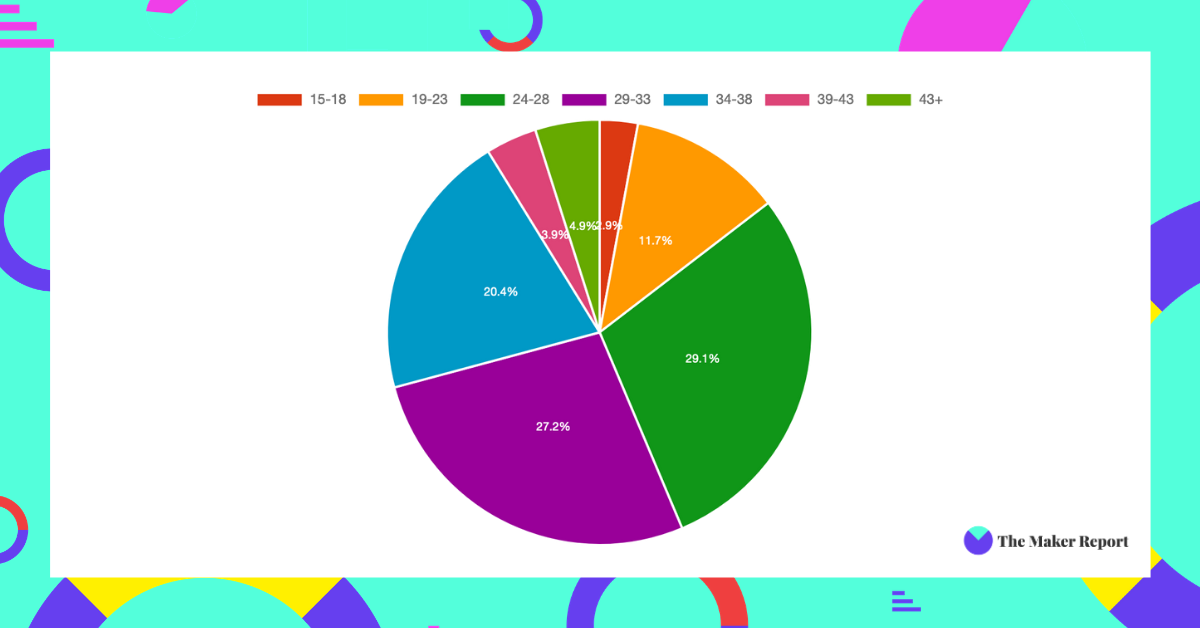 15-18 19-23 24-28 29-33 34-38 39-43 43+
4.9% 2.9%
3.9% 11.7%
20.4%
29.1%
27.2%
The Maker Report